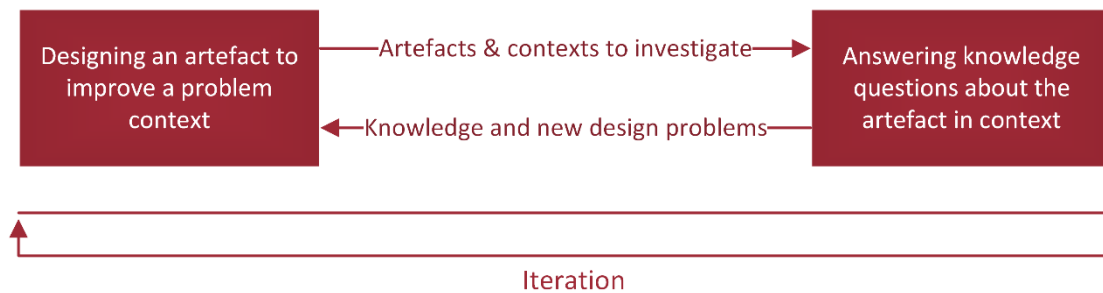 Designing an artefact to
improve a problem
context
Artefacts & contexts to investigate
Knowledge and new design problems
Answering knowledge
questions about the
artefact in context
Iteration